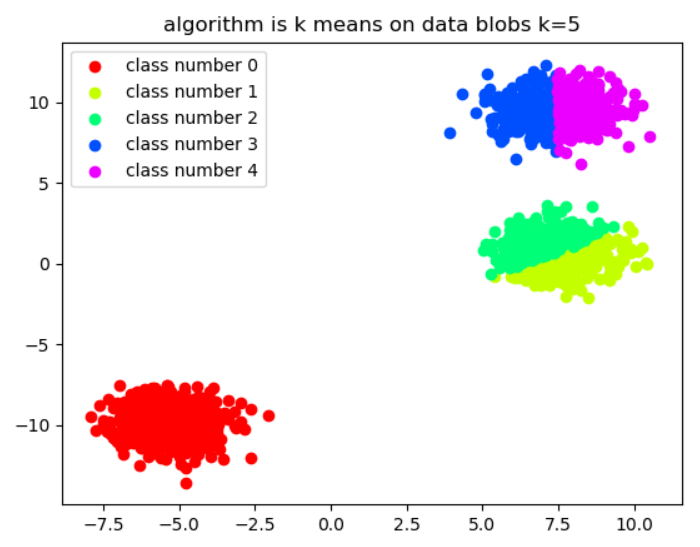 algorithm is k means on data blobs k=5
class number 0
class number 1
class number 2
class number 3
class number 4
10
5
0
−5
−10
−7.5 −5.0 −2.5 0.0 2.5 5.0 7.5 10.0